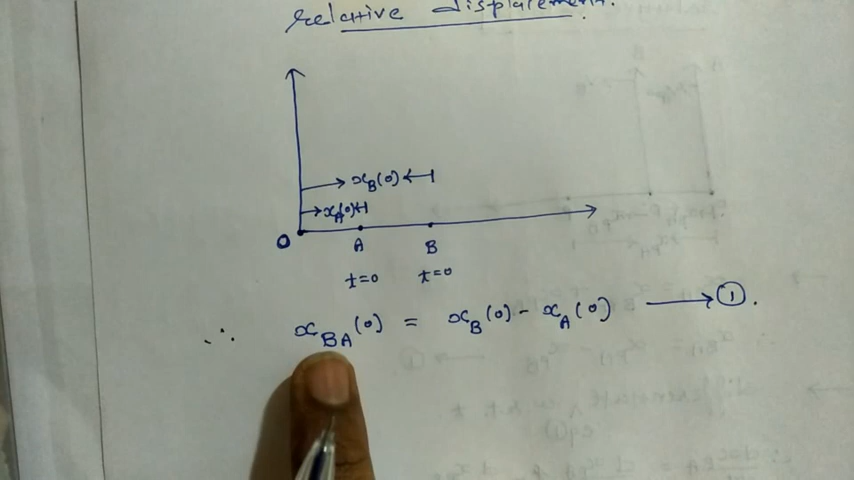 relative displacement.
x_B(0)
x_A(0)
O A B
t=0 t=0
∴ x_BA(0) = x_B(0) - x_A(0) ⟶ ①.